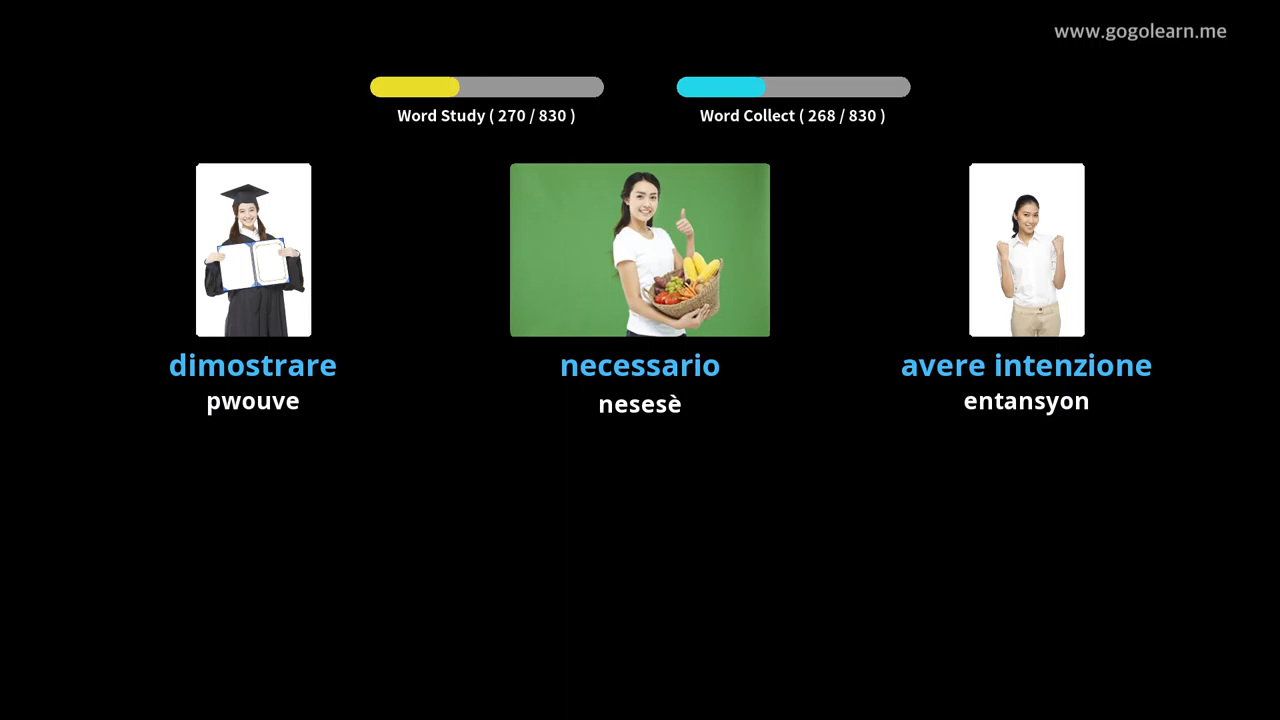 www.gogolearn.me
Word Study ( 270 / 830 )
Word Collect ( 268 / 830 )
dimostrare
pwouve
necessario
nesesè
avere intenzione
entansyon